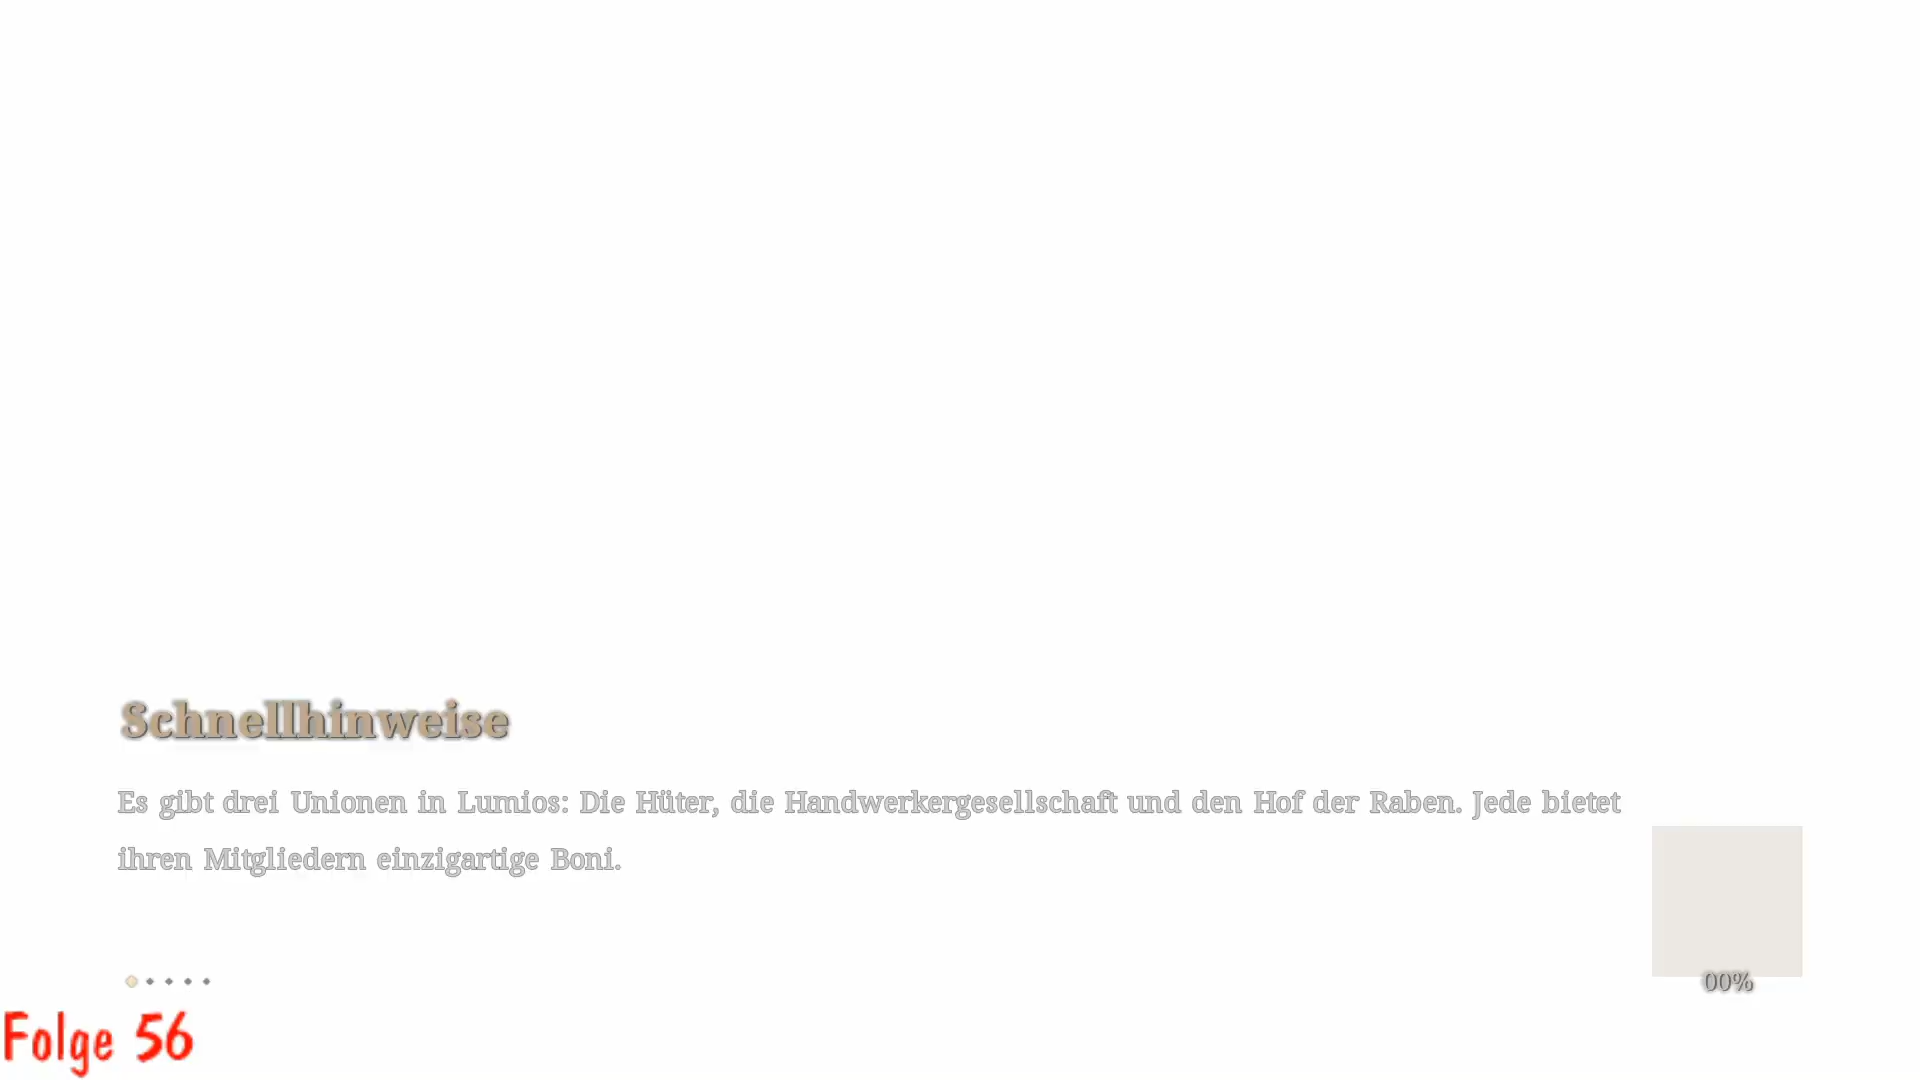 Schnellhinweise
Es gibt drei Unionen in Lumios: Die Hüter, die Handwerkergesellschaft und den Hof der Raben. Jede bietet
ihren Mitgliedern einzigartige Boni.
00%
Folge 56